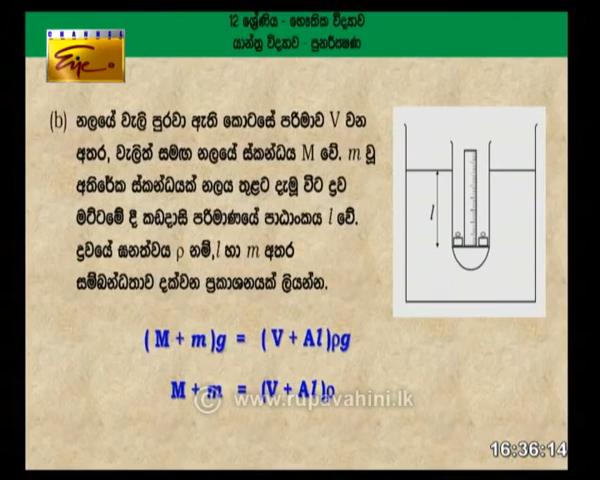 12 ශ්‍රේණිය - භෞතික විද්‍යාව
යාන්ත්‍ර විද්‍යාව - පුනරීක්ෂණ
CHANNEL
Eye
(b) නලයේ වැලි පුරවා ඇති කොටසේ පරිමාව V වන
අතර, වැලිත් සමඟ නලයේ ස්කන්ධය M වේ. m වූ
අතිරේක ස්කන්ධයක් නලය තුළට දැමූ විට ද්‍රව
මට්ටමේ දී කඩදාසි පරිමාණයේ පාඨාංකය l වේ.
ද්‍රවයේ ඝනත්වය ρ නම්, l හා m අතර
සම්බන්ධතාව දක්වන ප්‍රකාශනයක් ලියන්න.
l
( M + m )g = ( V + Al )ρg
M + m = (V + Al )ρ
© www.rupavahini.lk
16:36:14